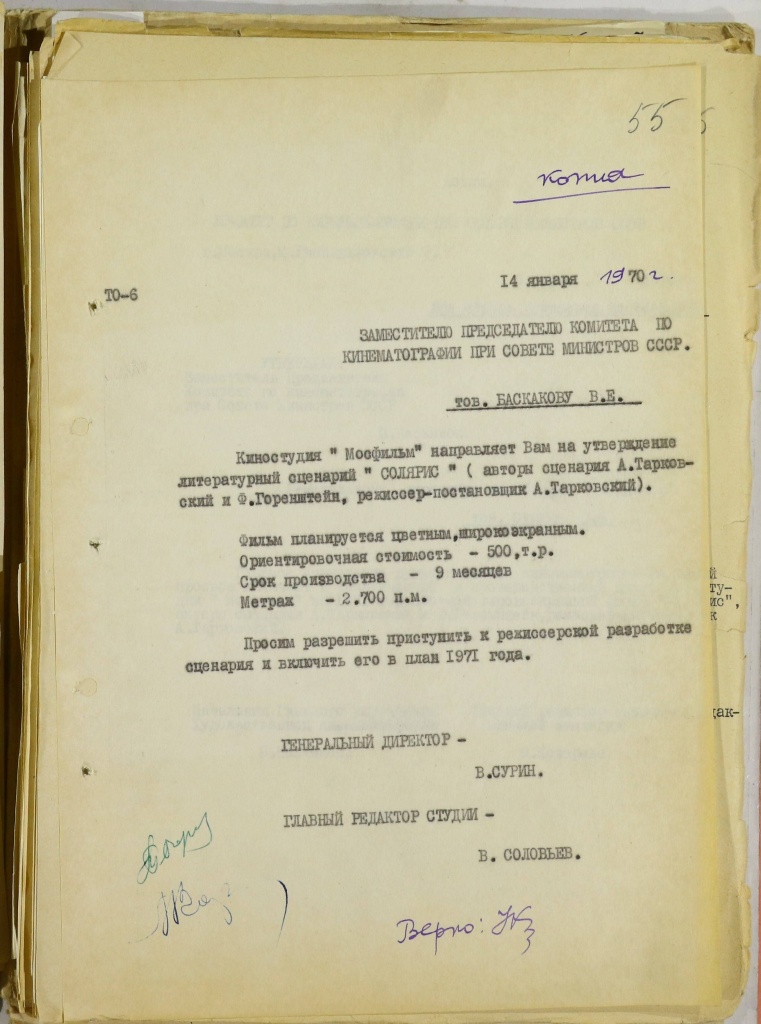 55
копия
ТО-6
14 января 1970 г.
ЗАМЕСТИТЕЛЮ ПРЕДСЕДАТЕЛЮ КОМИТЕТА ПО
КИНЕМАТОГРАФИИ ПРИ СОВЕТЕ МИНИСТРОВ СССР.
тов. БАСКАКОВУ В.Е.
Киностудия " Мосфильм" направляет Вам на утверждение
литературный сценарий " СОЛЯРИС " ( авторы сценария А.Тарков-
ский и Ф.Горенштейн, режиссер-постановщик А.Тарковский).
Фильм планируется цветным,широкоэкранным.
Ориентировочная стоимость - 500,т.р.
Срок производства - 9 месяцев
Метраж - 2.700 п.м.
Просим разрешить приступить к режиссерской разработке
сценария и включить его в план 1971 года.
ГЕНЕРАЛЬНЫЙ ДИРЕКТОР -
В.СУРИН.
ГЛАВНЫЙ РЕДАКТОР СТУДИИ -
В. СОЛОВЬЕВ.
Верно:
й
ту-
ис",
к
дак-